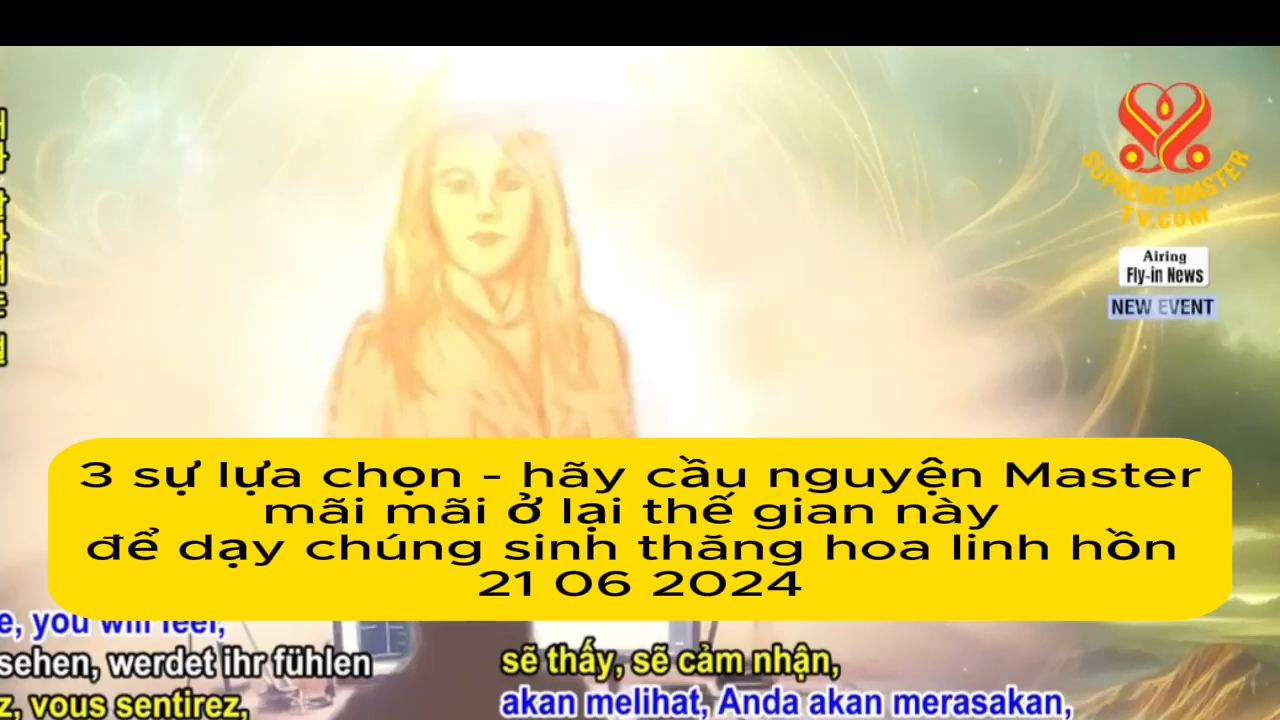 SUPREME MASTER
TV.COM
Airing
Fly-in News
NEW EVENT
3 sự lựa chọn - hãy cầu nguyện Master
mãi mãi ở lại thế gian này
để dạy chúng sinh thăng hoa linh hồn
21 06 2024
e, you will feel,
sehen, werdet ihr fühlen
z, vous sentirez,
sẽ thấy, sẽ cảm nhận,
akan melihat, Anda akan merasakan,